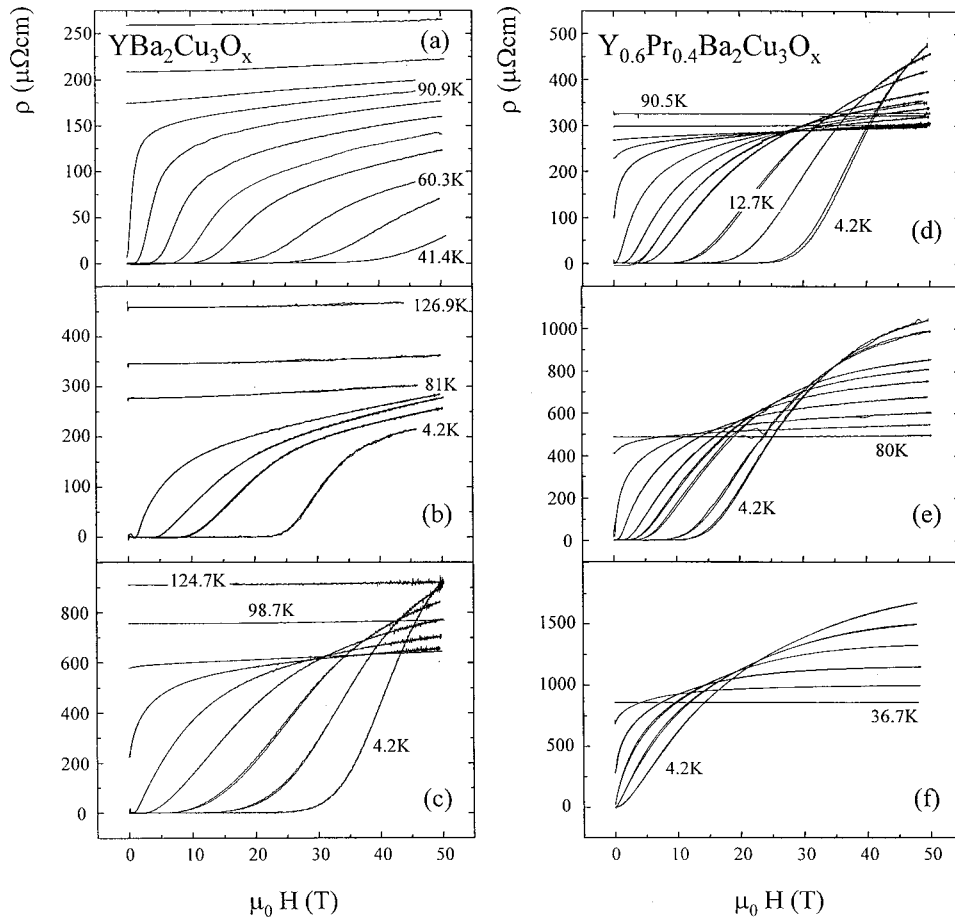 YBa₂Cu₃Oₓ
(a)
ρ (μΩcm)
250
200
150
100
50
0
90.9K
60.3K
41.4K
126.9K
81K
4.2K
(b)
400
300
200
100
0
124.7K
98.7K
4.2K
(c)
800
600
400
200
0
0 10 20 30 40 50
μ₀ H (T)
Y₀.₆Pr₀.₄Ba₂Cu₃Oₓ
ρ (μΩcm)
500
400
300
200
100
0
90.5K
12.7K
4.2K
(d)
1000
800
600
400
200
0
80K
4.2K
(e)
1500
1000
500
0
36.7K
4.2K
(f)
0 10 20 30 40 50
μ₀ H (T)